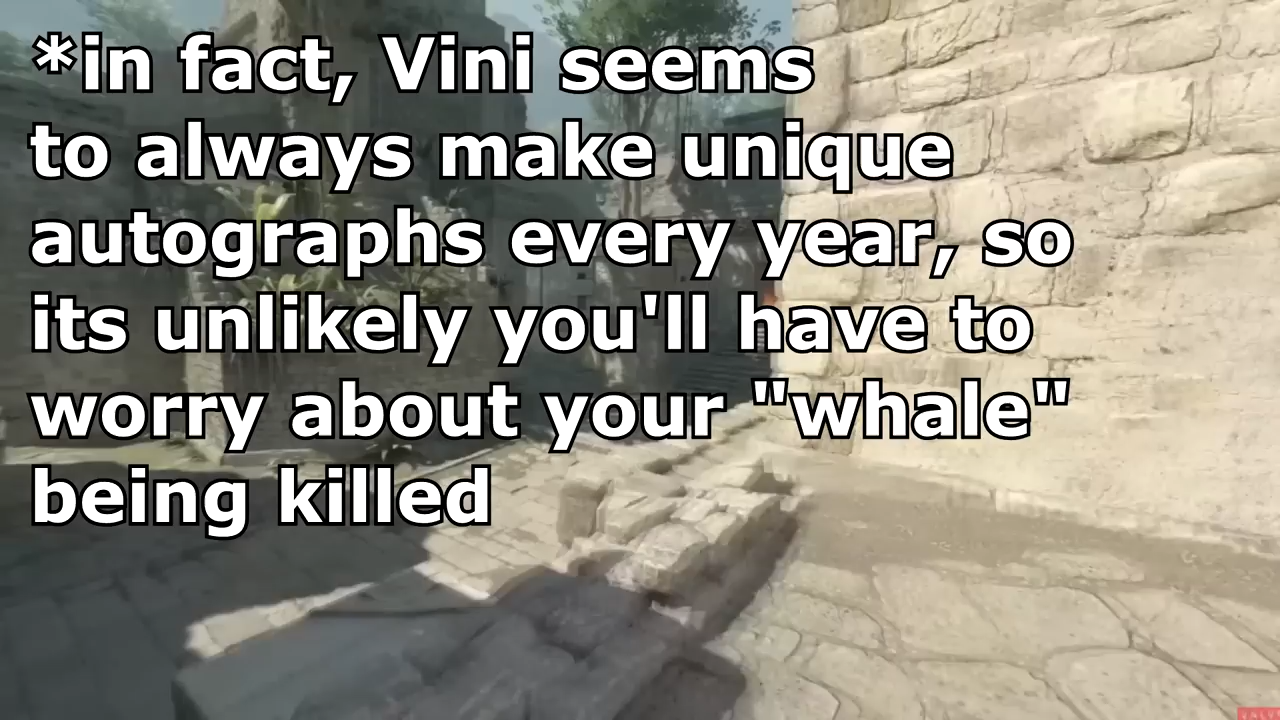 *in fact, Vini seems
to always make unique
autographs every year, so
its unlikely you'll have to
worry about your "whale"
being killed